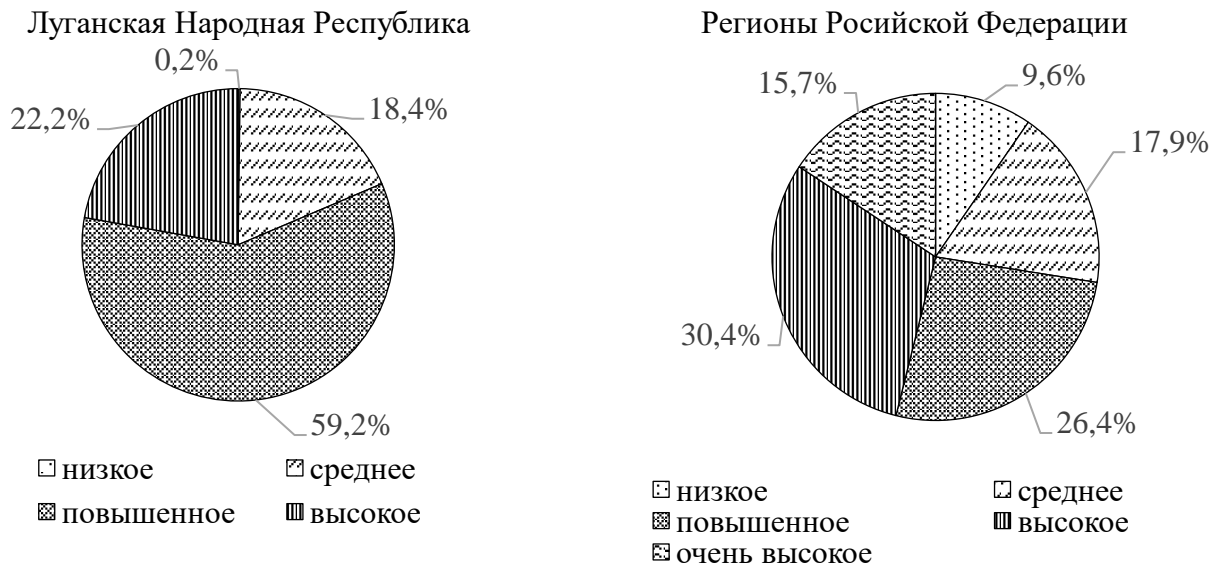 Луганская Народная Республика
0,2%
18,4%
22,2%
59,2%
низкое
среднее
повышенное
высокое
Регионы Росийской Федерации
15,7%
9,6%
17,9%
30,4%
26,4%
низкое
среднее
повышенное
высокое
очень высокое